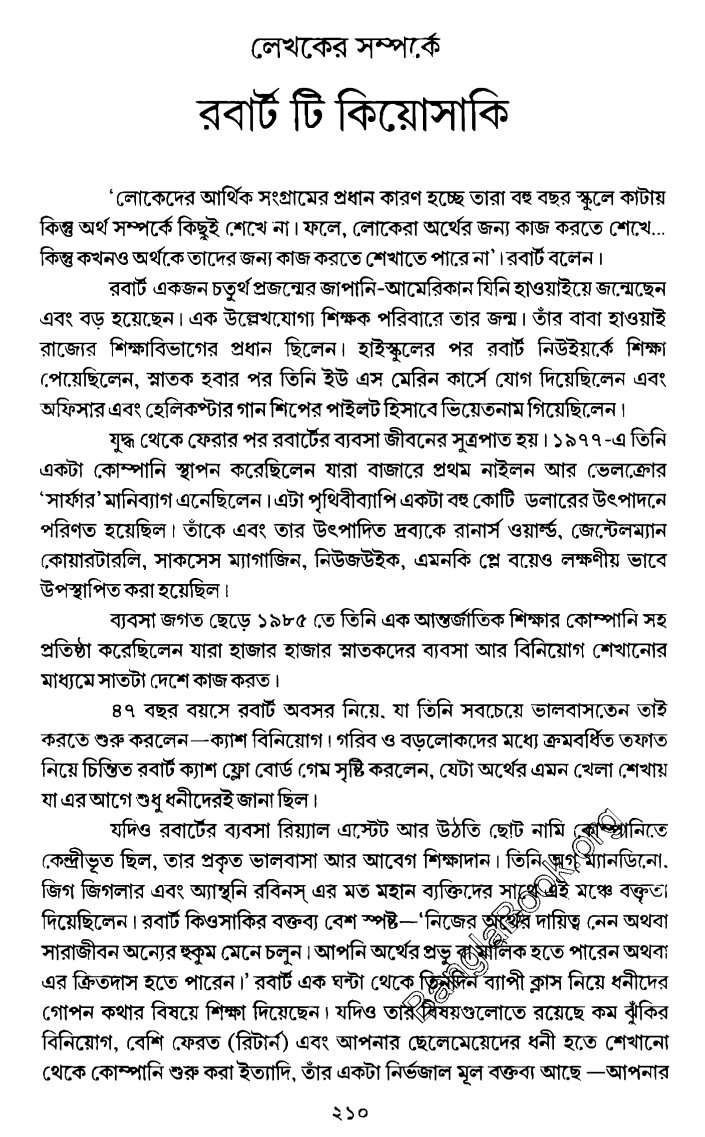 লেখকের সম্পর্কে
রবার্ট টি কিয়োসাকি
‘লোকেদের আর্থিক সংগ্রামের প্রধান কারণ হচ্ছে তারা বহু বছর স্কুলে কাটায়
কিন্তু অর্থ সম্পর্কে কিছুই শেখে না। ফলে, লোকেরা অর্থের জন্য কাজ করতে শেখে...
কিন্তু কখনও অর্থকে তাদের জন্য কাজ করতে শেখাতে পারে না’। রবার্ট বলেন।
রবার্ট একজন চতুর্থ প্রজন্মের জাপানি-আমেরিকান যিনি হাওয়াইয়ে জন্মেছেন
এবং বড় হয়েছেন। এক উল্লেখযোগ্য শিক্ষক পরিবারে তার জন্ম। তাঁর বাবা হাওয়াই
রাজ্যের শিক্ষাবিভাগের প্রধান ছিলেন। হাইস্কুলের পর রবার্ট নিউইয়র্কে শিক্ষা
পেয়েছিলেন, স্নাতক হবার পর তিনি ইউ এস মেরিন কার্সে যোগ দিয়েছিলেন এবং
অফিসার এবং হেলিকপ্টার গান শিপের পাইলট হিসাবে ভিয়েতনাম গিয়েছিলেন।
যুদ্ধ থেকে ফেরার পর রবার্টের ব্যবসা জীবনের সুত্রপাত হয়। ১৯৭৭-এ তিনি
একটা কোম্পানি স্থাপন করেছিলেন যারা বাজারে প্রথম নাইলন আর ভেলক্রোর
‘সার্ফার’ মানিব্যাগ এনেছিলেন। এটা পৃথিবীব্যাপি একটা বহু কোটি ডলারের উৎপাদনে
পরিণত হয়েছিল। তাঁকে এবং তার উৎপাদিত দ্রব্যকে রানার্স ওয়ার্ল্ড, জেন্টেলম্যান
কোয়ারটারলি, সাকসেস ম্যাগাজিন, নিউজউইক, এমনকি প্লে বয়েও লক্ষণীয় ভাবে
উপস্থাপিত করা হয়েছিল।
ব্যবসা জগত ছেড়ে ১৯৮৫ তে তিনি এক আন্তর্জাতিক শিক্ষার কোম্পানি সহ
প্রতিষ্ঠা করেছিলেন যারা হাজার হাজার স্নাতকদের ব্যবসা আর বিনিয়োগ শেখানোর
মাধ্যমে সাতটা দেশে কাজ করত।
৪৭ বছর বয়সে রবার্ট অবসর নিয়ে, যা তিনি সবচেয়ে ভালবাসতেন তাই
করতে শুরু করলেন—ক্যাশ বিনিয়োগ। গরিব ও বড়লোকদের মধ্যে ক্রমবর্ধিত তফাত
নিয়ে চিন্তিত রবার্ট ক্যাশ ফ্লো বোর্ড গেম সৃষ্টি করলেন, যেটা অর্থের এমন খেলা শেখায়
যা এর আগে শুধু ধনীদেরই জানা ছিল।
যদিও রবার্টের ব্যবসা রিয়্যাল এস্টেট আর উঠতি ছোট নামি কোম্পানিতে
কেন্দ্রীভূত ছিল, তার প্রকৃত ভালবাসা আর আবেগ শিক্ষাদান। তিনি অগ ম্যানডিনো,
জিগ জিগলার এবং অ্যান্থনি রবিনস্ এর মত মহান ব্যক্তিদের সাথে এই মঞ্চে বক্তৃতা
দিয়েছিলেন। রবার্ট কিওসাকির বক্তব্য বেশ স্পষ্ট—‘নিজের অর্থের দায়িত্ব নেন অথবা
সারাজীবন অন্যের হুকুম মেনে চলুন। আপনি অর্থের প্রভু বা মালিক হতে পারেন অথবা
এর ক্রিতদাস হতে পারেন।’ রবার্ট এক ঘন্টা থেকে তিনদিন ব্যাপী ক্লাস নিয়ে ধনীদের
গোপন কথার বিষয়ে শিক্ষা দিয়েছেন। যদিও তার বিষয়গুলোতে রয়েছে কম ঝুঁকির
বিনিয়োগ, বেশি ফেরত (রিটার্ন) এবং আপনার ছেলেমেয়েদের ধনী হতে শেখানো
থেকে কোম্পানি শুরু করা ইত্যাদি, তাঁর একটা নির্ভজাল মূল বক্তব্য আছে —আপনার
BanglaBook.org
২১০